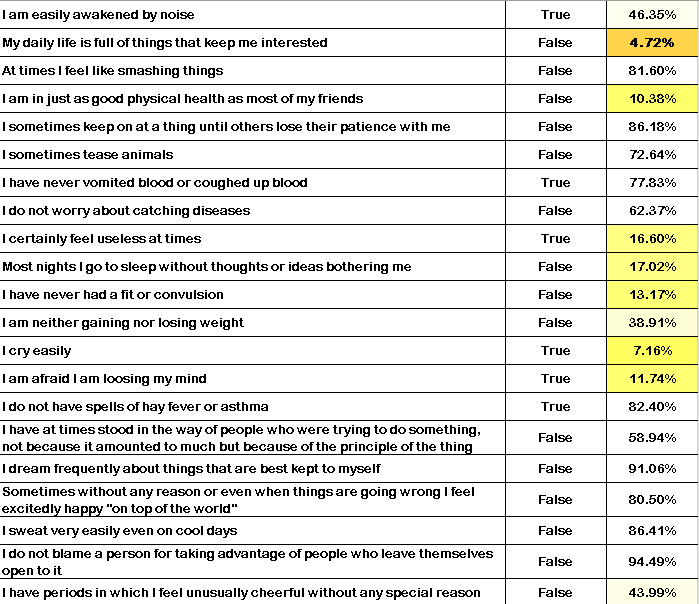 I am easily awakened by noise True 46.35%
My daily life is full of things that keep me interested False 4.72%
At times I feel like smashing things False 81.60%
I am in just as good physical health as most of my friends False 10.38%
I sometimes keep on at a thing until others lose their patience with me False 86.18%
I sometimes tease animals False 72.64%
I have never vomited blood or coughed up blood True 77.83%
I do not worry about catching diseases False 62.37%
I certainly feel useless at times True 16.60%
Most nights I go to sleep without thoughts or ideas bothering me False 17.02%
I have never had a fit or convulsion False 13.17%
I am neither gaining nor losing weight False 38.91%
I cry easily True 7.16%
I am afraid I am loosing my mind True 11.74%
I do not have spells of hay fever or asthma True 82.40%
I have at times stood in the way of people who were trying to do something,
not because it amounted to much but because of the principle of the thing False 58.94%
I dream frequently about things that are best kept to myself False 91.06%
Sometimes without any reason or even when things are going wrong I feel
excitedly happy "on top of the world" False 80.50%
I sweat very easily even on cool days False 86.41%
I do not blame a person for taking advantage of people who leave themselves
open to it False 94.49%
I have periods in which I feel unusually cheerful without any special reason False 43.99%